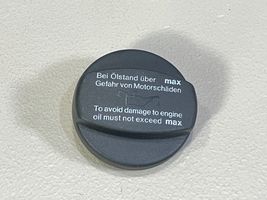 Bei Ölstand über max
Gefahr von Motorschäden
To avoid damage to engine
oil must not exceed max